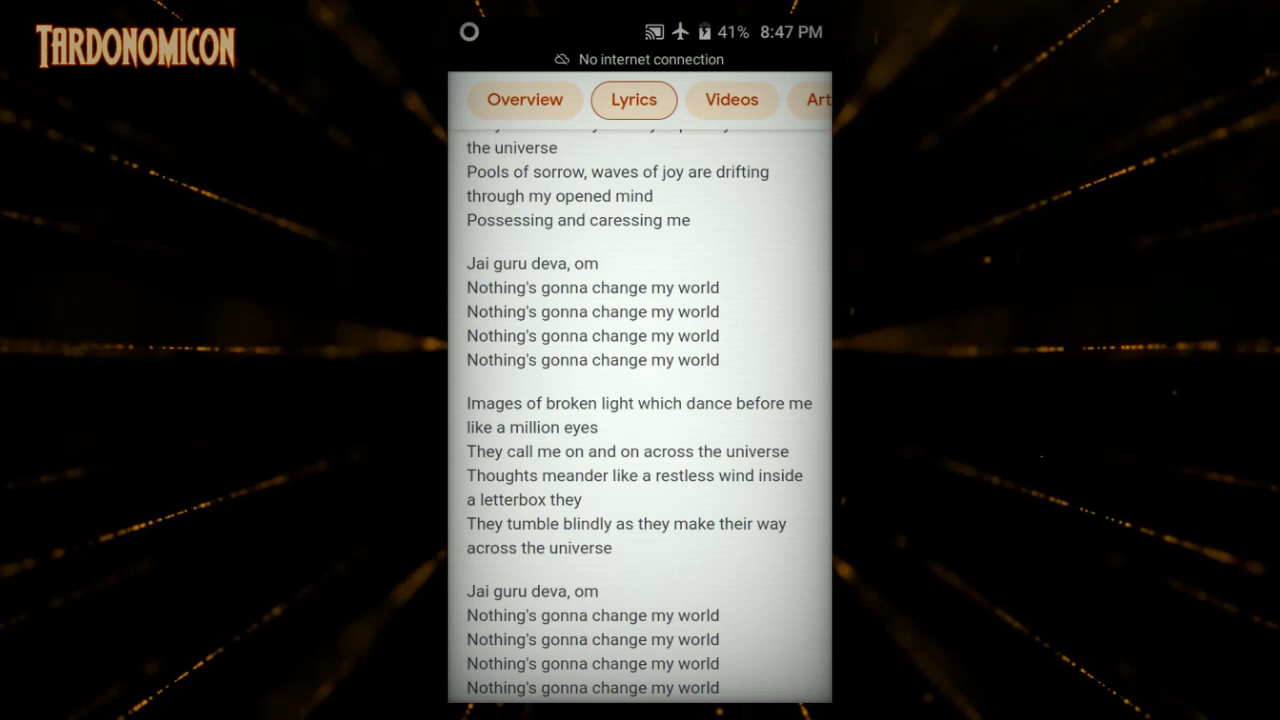 TARDONOMICON
41% 8:47 PM
No internet connection
Overview Lyrics Videos Art
the universe
Pools of sorrow, waves of joy are drifting
through my opened mind
Possessing and caressing me
Jai guru deva, om
Nothing's gonna change my world
Nothing's gonna change my world
Nothing's gonna change my world
Nothing's gonna change my world
Images of broken light which dance before me
like a million eyes
They call me on and on across the universe
Thoughts meander like a restless wind inside
a letterbox they
They tumble blindly as they make their way
across the universe
Jai guru deva, om
Nothing's gonna change my world
Nothing's gonna change my world
Nothing's gonna change my world
Nothing's gonna change my world